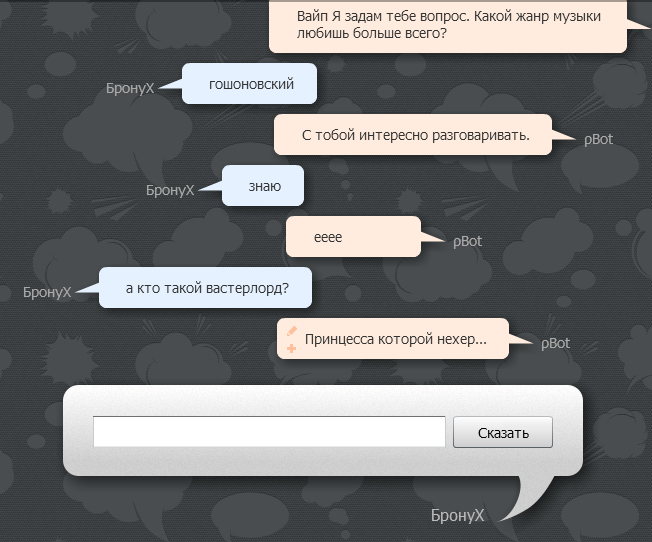 Вайп Я задам тебе вопрос. Какой жанр музыки
любишь больше всего?
БронуХ
гошоновский
С тобой интересно разговаривать.
ρBot
БронуХ
знаю
ееее
ρBot
БронуХ
а кто такой вастерлорд?
Принцесса которой нехер...
ρBot
Сказать
БронуХ